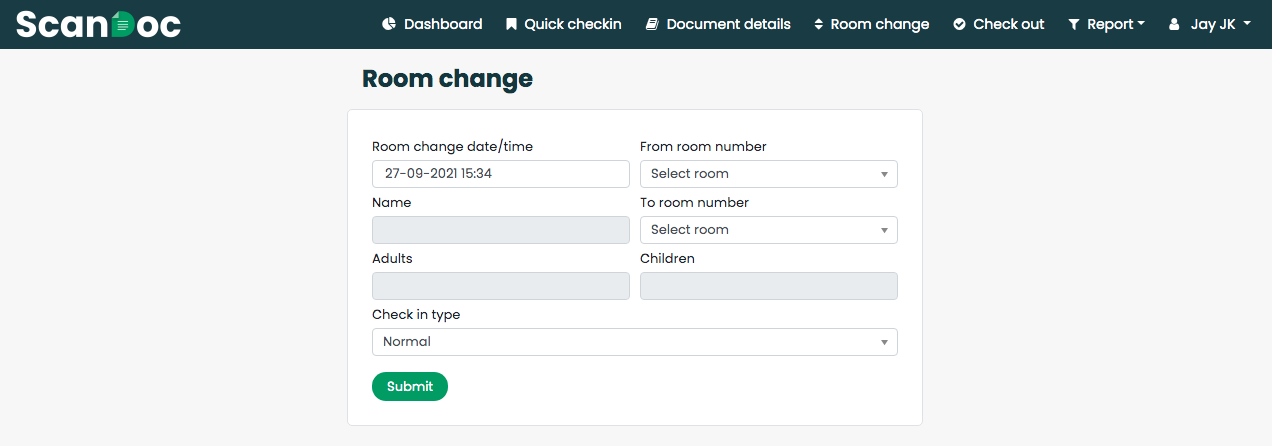 ScanDoc Dashboard Quick checkin Document details Room change Check out Report Jay JK
Room change
Room change date/time From room number
27-09-2021 15:34 Select room
Name To room number
Select room
Adults Children
Check in type
Normal
Submit